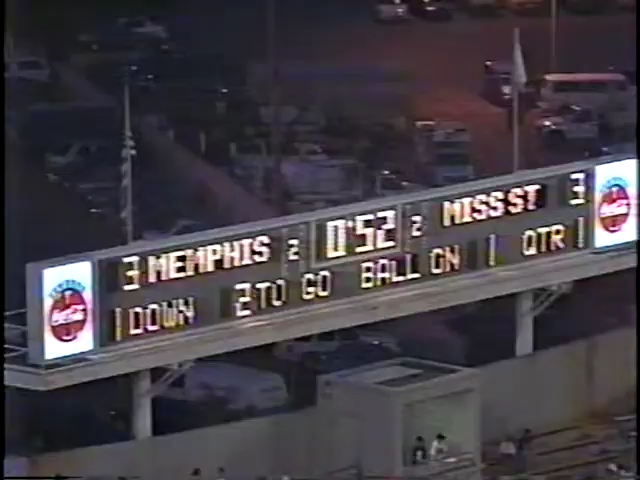 3 MEMPHIS 2 0:52 2 MISS ST 3
1 DOWN 2 TO GO BALL ON 1 QTR 1
Coca-Cola
Coca-Cola